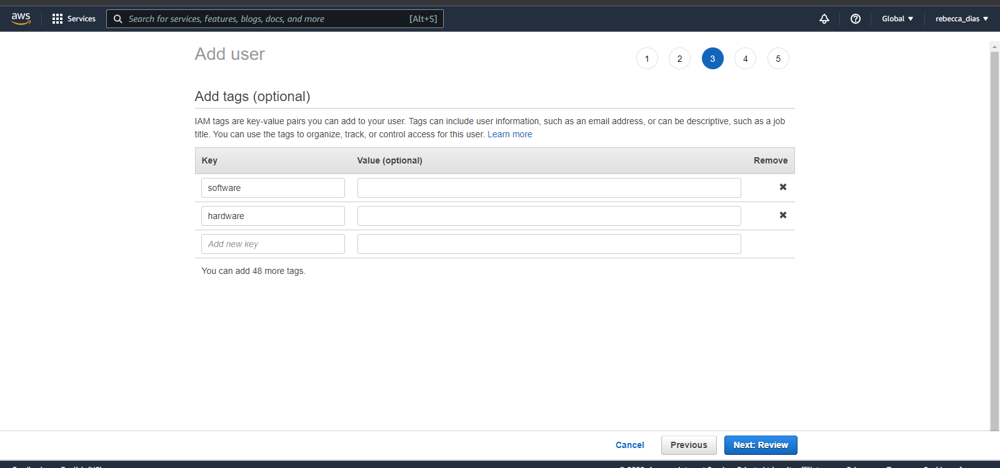 aws
Services
Search for services, features, blogs, docs, and more
[Alt+S]
Global
rebecca_dias
Add user
1
2
3
4
5
Add tags (optional)
IAM tags are key-value pairs you can add to your user. Tags can include user information, such as an email address, or can be descriptive, such as a job
title. You can use the tags to organize, track, or control access for this user. Learn more
Key
Value (optional)
Remove
software
hardware
Add new key
You can add 48 more tags.
Cancel
Previous
Next: Review